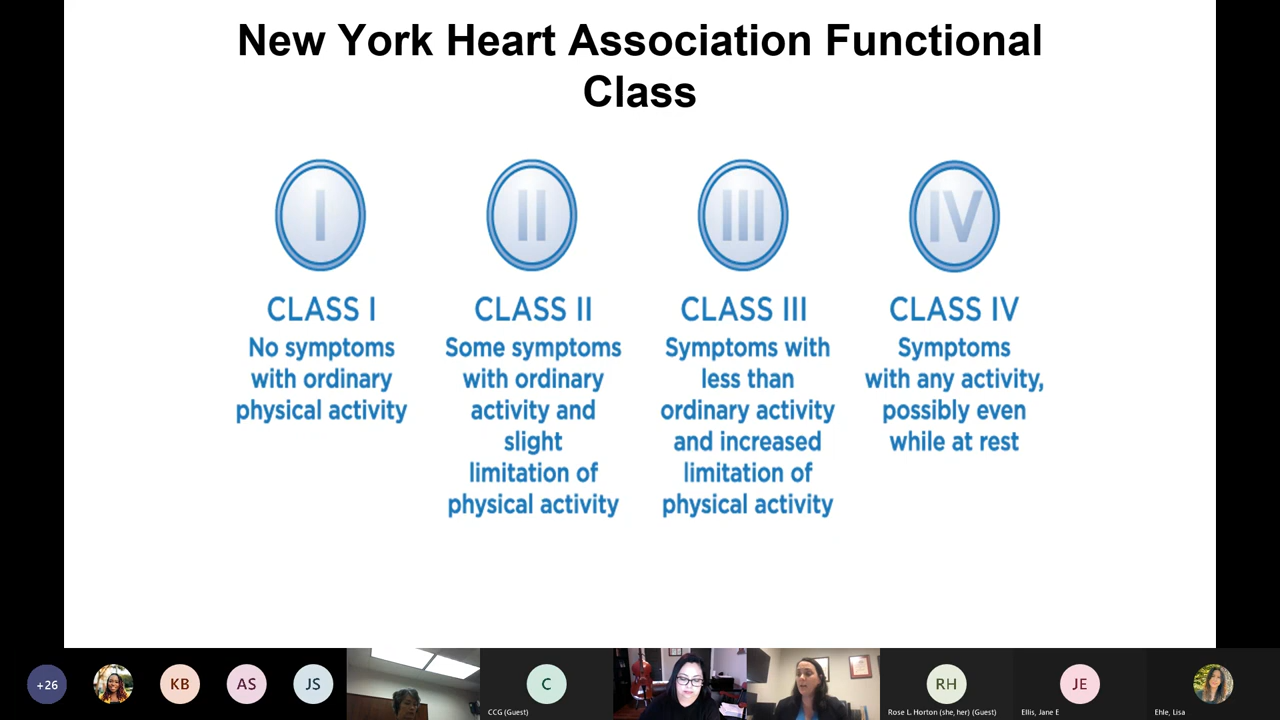 New York Heart Association Functional
Class
I
II
III
IV
CLASS I
No symptoms
with ordinary
physical activity
CLASS II
Some symptoms
with ordinary
activity and
slight
limitation of
physical activity
CLASS III
Symptoms with
less than
ordinary activity
and increased
limitation of
physical activity
CLASS IV
Symptoms
with any activity,
possibly even
while at rest
+26
KB
AS
JS
C
CCG (Guest)
RH
Rose L. Horton (she, her) (Guest)
JE
Ellis, Jane E
Ehle, Lisa